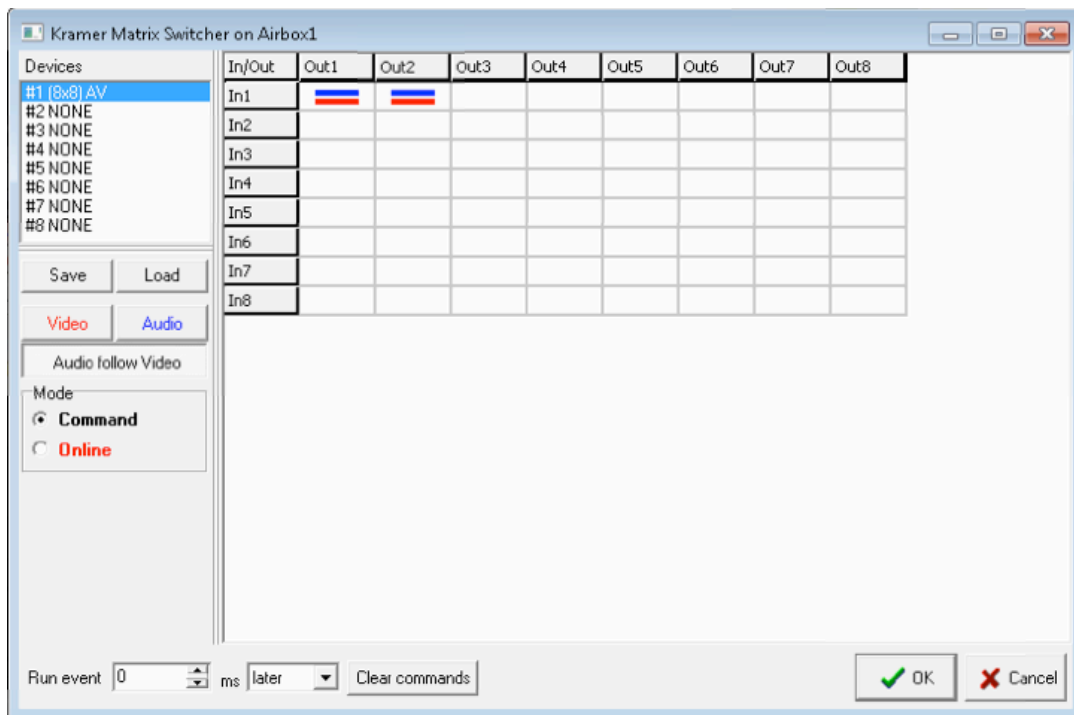 Kramer Matrix Switcher on Airbox1
Devices
#1 (8x8) AV
#2 NONE
#3 NONE
#4 NONE
#5 NONE
#6 NONE
#7 NONE
#8 NONE
Save Load
Video Audio
Audio follow Video
Mode
Command
Online
In/Out Out1 Out2 Out3 Out4 Out5 Out6 Out7 Out8
In1
In2
In3
In4
In5
In6
In7
In8
Run event 0 ms later Clear commands OK Cancel